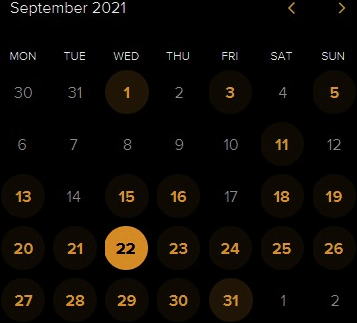 September 2021
MON TUE WED THU FRI SAT SUN
30 31 1 2 3 4 5
6 7 8 9 10 11 12
13 14 15 16 17 18 19
20 21 22 23 24 25 26
27 28 29 30 31 1 2